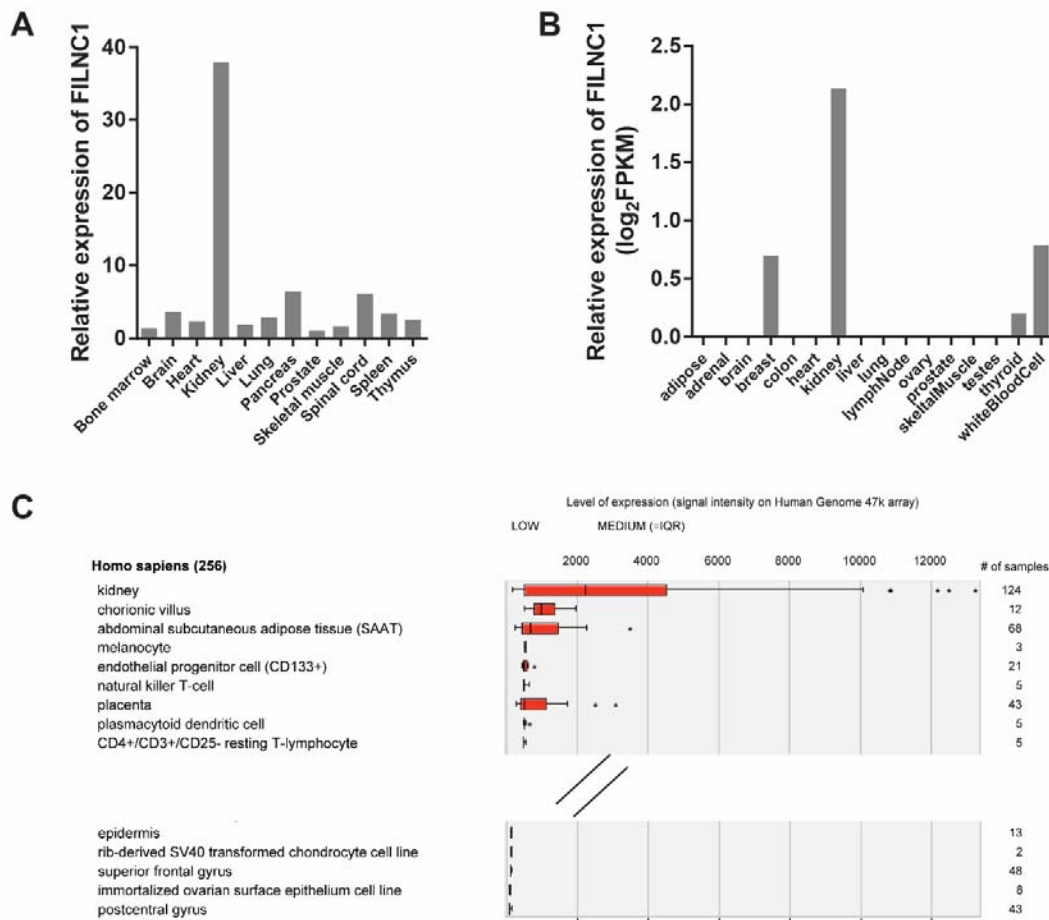 A
Relative expression of FILNC1
40
30
20
10
0
Bone marrow
Brain
Heart
Kidney
Liver
Lung
Pancreas
Prostate
Skeletal muscle
Spinal cord
Spleen
Thymus
B
Relative expression of FILNC1
(log2FPKM)
2.5
2.0
1.5
1.0
0.5
0.0
adipose
adrenal
brain
breast
colon
heart
kidney
liver
lung
lymphNode
ovary
prostate
skeltalMuscle
testes
thyroid
whiteBloodCell
C
Level of expression (signal intensity on Human Genome 47k array)
LOW MEDIUM (=IQR)
Homo sapiens (256) 2000 4000 6000 8000 10000 12000 # of samples
kidney 124
chorionic villus 12
abdominal subcutaneous adipose tissue (SAAT) 68
melanocyte 3
endothelial progenitor cell (CD133+) 21
natural killer T-cell 5
placenta 43
plasmacytoid dendritic cell 5
CD4+/CD3+/CD25- resting T-lymphocyte 5
epidermis 13
rib-derived SV40 transformed chondrocyte cell line 2
superior frontal gyrus 48
immortalized ovarian surface epithelium cell line 8
postcentral gyrus 43